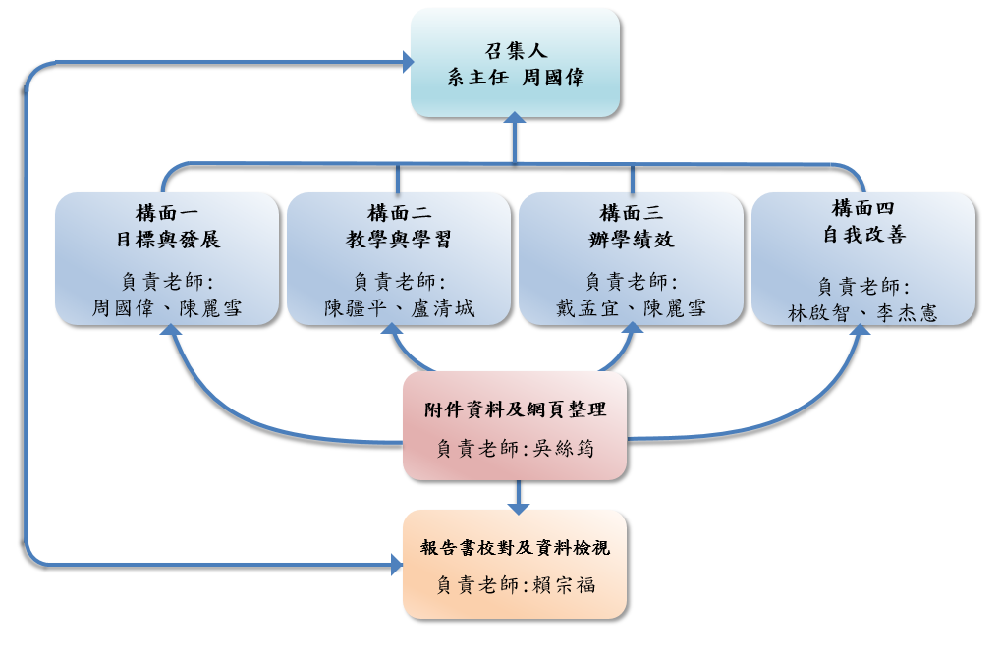 召集人
系主任 周國偉
構面一
目標與發展
負責老師:
周國偉、陳麗雪
構面二
教學與學習
負責老師:
陳疆平、盧清城
構面三
辦學績效
負責老師:
戴孟宜、陳麗雪
構面四
自我改善
負責老師:
林啟智、李杰憲
附件資料及網頁整理
負責老師:吳絲筠
報告書校對及資料檢視
負責老師:賴宗福